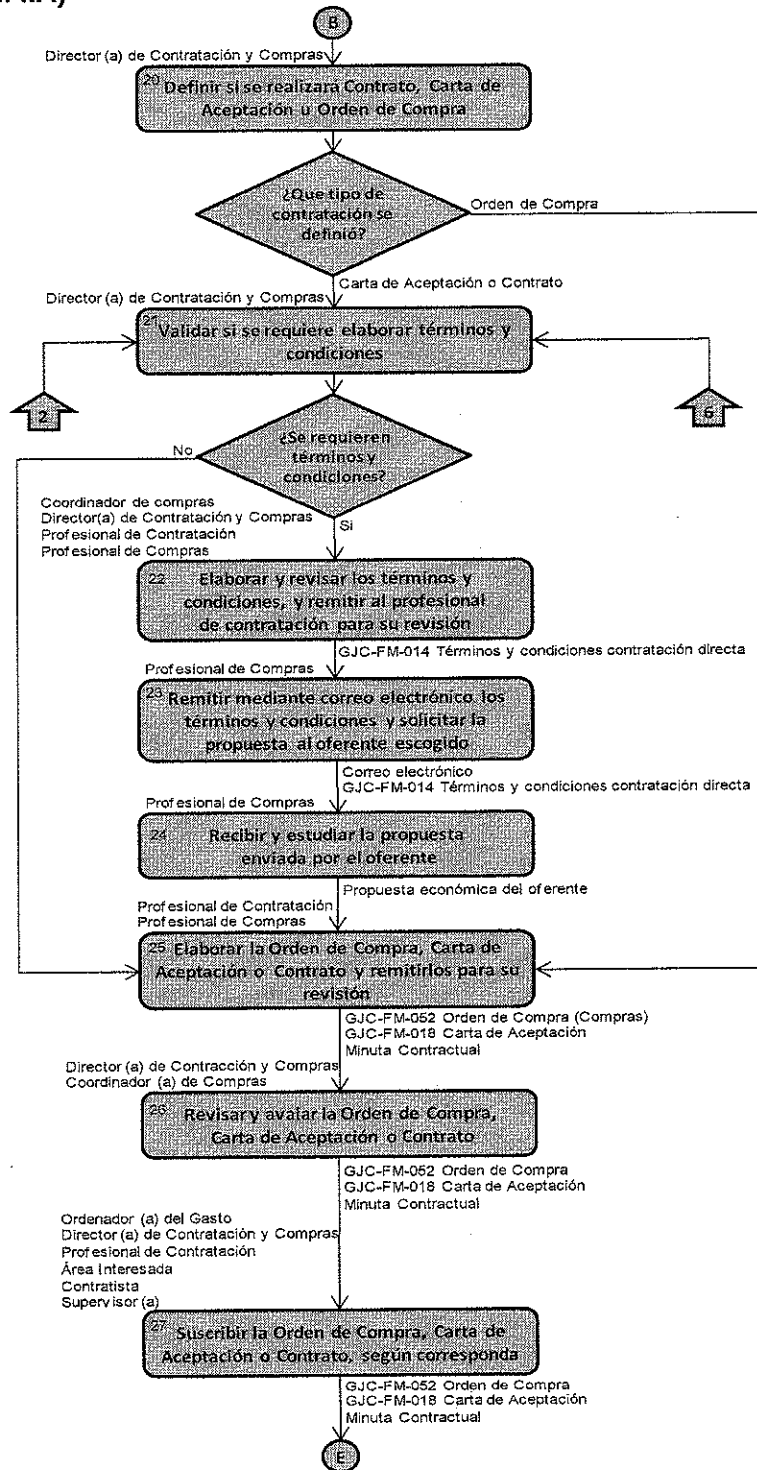 B
Director (a) de Contratación y Compras
20 Definir si se realizara Contrato, Carta de
Aceptación u Orden de Compra
¿Que tipo de
contratación se
definió?
Orden de Compra
Carta de Aceptación o Contrato
Director (a) de Contratación y Compras
21 Validar si se requiere elaborar términos y
condiciones
2
6
¿Se requieren
términos y
condiciones?
No
Coordinador de compras
Director(a) de Contratación y Compras
Profesional de Contratación
Profesional de Compras
Si
22 Elaborar y revisar los términos y
condiciones, y remitir al profesional
de contratación para su revisión
GJC-FM-014 Términos y condiciones contratación directa
Profesional de Compras
23 Remitir mediante correo electrónico los
términos y condiciones y solicitar la
propuesta al oferente escogido
Correo electrónico
GJC-FM-014 Términos y condiciones contratación directa
Profesional de Compras
24 Recibir y estudiar la propuesta
enviada por el oferente
Propuesta económica del oferente
Profesional de Contratación
Profesional de Compras
25 Elaborar la Orden de Compra, Carta de
Aceptación o Contrato y remitirlos para su
revisión
GJC-FM-052 Orden de Compra (Compras)
GJC-FM-018 Carta de Aceptación
Minuta Contractual
Director (a) de Contracción y Compras
Coordinador (a) de Compras
26 Revisar y avalar la Orden de Compra,
Carta de Aceptación o Contrato
GJC-FM-052 Orden de Compra
GJC-FM-018 Carta de Aceptación
Minuta Contractual
Ordenador (a) del Gasto
Director (a) de Contratación y Compras
Profesional de Contratación
Área Interesada
Contratista
Supervisor (a)
27 Suscribir la Orden de Compra, Carta de
Aceptación o Contrato, según corresponda
GJC-FM-052 Orden de Compra
GJC-FM-018 Carta de Aceptación
Minuta Contractual
E